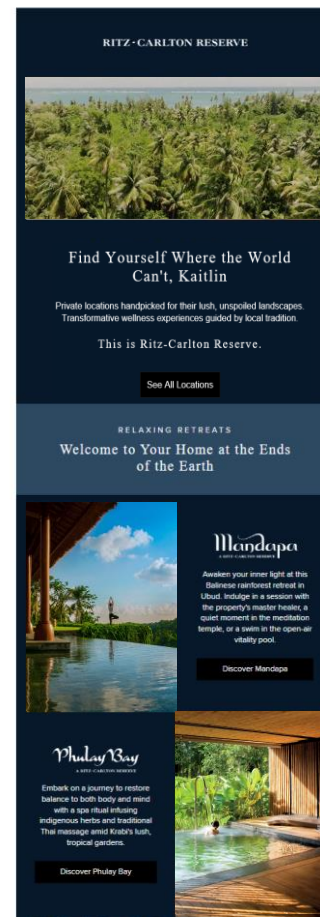 RITZ-CARLTON RESERVE
Find Yourself Where the World
Can't, Kaitlin
Private locations handpicked for their lush, unspoiled landscapes.
Transformative wellness experiences guided by local tradition.
This is Ritz-Carlton Reserve.
See All Locations
RELAXING RETREATS
Welcome to Your Home at the Ends
of the Earth
Mandapa
A RITZ-CARLTON RESERVE
Awaken your inner light at this
Balinese rainforest retreat in
Ubud. Indulge in a session with
the property's master healer, a
quiet moment in the meditation
temple, or a swim in the open-air
vitality pool.
Discover Mandapa
Phulay Bay
A RITZ-CARLTON RESERVE
Embark on a journey to restore
balance to both body and mind
with a spa ritual infusing
indigenous herbs and traditional
Thai massage amid Krabi's lush,
tropical gardens.
Discover Phulay Bay